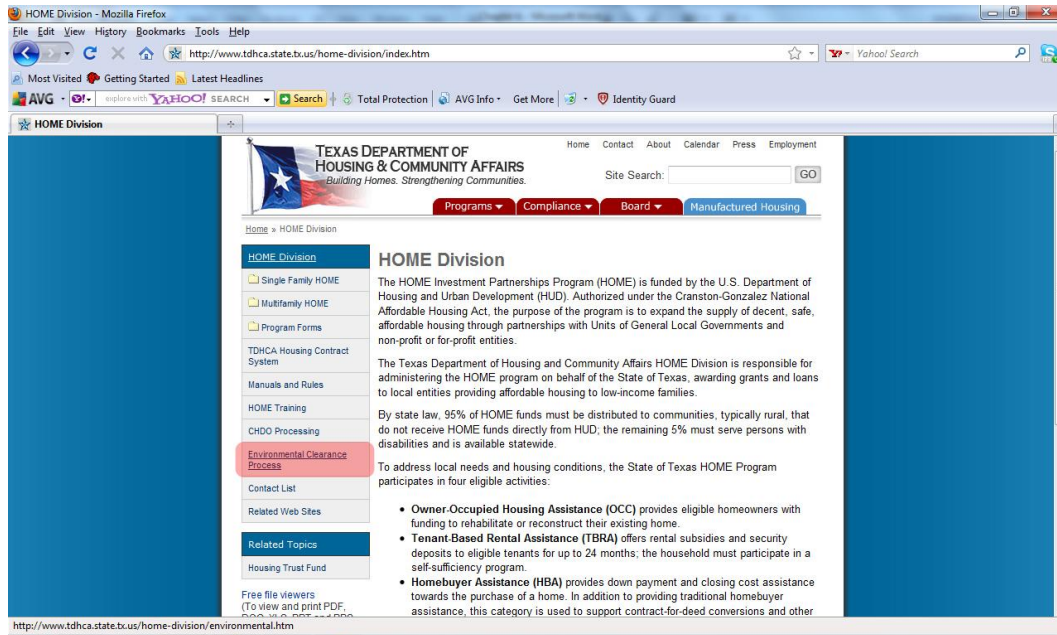 HOME Division - Mozilla Firefox
File Edit View History Bookmarks Tools Help
http://www.tdhca.state.tx.us/home-division/index.htm
Yahoo! Search
Most Visited Getting Started Latest Headlines
AVG explore with YAHOO! SEARCH Search Total Protection AVG Info Get More Identity Guard
HOME Division
Home Contact About Calendar Press Employment
TEXAS DEPARTMENT OF
HOUSING & COMMUNITY AFFAIRS
Building Homes. Strengthening Communities.
Site Search: GO
Programs Compliance Board Manufactured Housing
Home » HOME Division
HOME Division
Single Family HOME
Multifamily HOME
Program Forms
TDHCA Housing Contract
System
Manuals and Rules
HOME Training
CHDO Processing
Environmental Clearance
Process
Contact List
Related Web Sites
Related Topics
Housing Trust Fund
Free file viewers
(To view and print PDF,
HOME Division
The HOME Investment Partnerships Program (HOME) is funded by the U.S. Department of
Housing and Urban Development (HUD). Authorized under the Cranston-Gonzalez National
Affordable Housing Act, the purpose of the program is to expand the supply of decent, safe,
affordable housing through partnerships with Units of General Local Governments and
non-profit or for-profit entities.
The Texas Department of Housing and Community Affairs HOME Division is responsible for
administering the HOME program on behalf of the State of Texas, awarding grants and loans
to local entities providing affordable housing to low-income families.
By state law, 95% of HOME funds must be distributed to communities, typically rural, that
do not receive HOME funds directly from HUD; the remaining 5% must serve persons with
disabilities and is available statewide.
To address local needs and housing conditions, the State of Texas HOME Program
participates in four eligible activities:
• Owner-Occupied Housing Assistance (OCC) provides eligible homeowners with
funding to rehabilitate or reconstruct their existing home.
• Tenant-Based Rental Assistance (TBRA) offers rental subsidies and security
deposits to eligible tenants for up to 24 months; the household must participate in a
self-sufficiency program.
• Homebuyer Assistance (HBA) provides down payment and closing cost assistance
towards the purchase of a home. In addition to providing traditional homebuyer
assistance, this category is used to support contract-for-deed conversions and other
http://www.tdhca.state.tx.us/home-division/environmental.htm